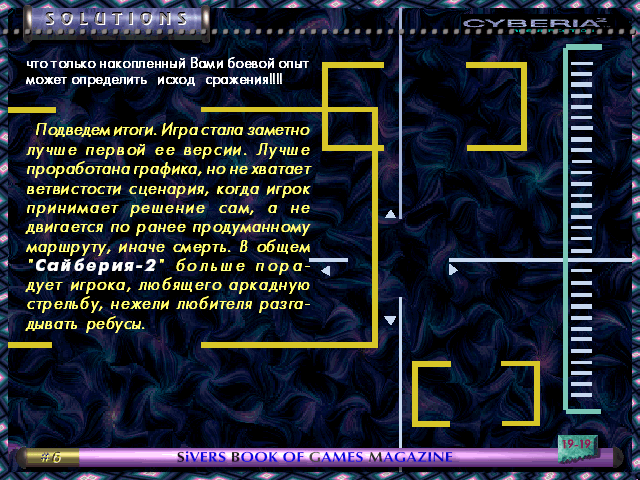 SOLUTIONS
CYBERIA²
что только накопленный Вами боевой опыт
может определить исход сражения!!!!
Подведем итоги. Игра стала заметно
лучше первой ее версии. Лучше
проработана графика, но не хватает
ветвистости сценария, когда игрок
принимает решение сам, а не
двигается по ранее продуманному
маршруту, иначе смерть. В общем
"Сайберия-2" больше пора-
дует игрока, любящего аркадную
стрельбу, нежели любителя разга-
дывать ребусы.
#6
SiVERS BOOK OF GAMES MAGAZINE
19-19